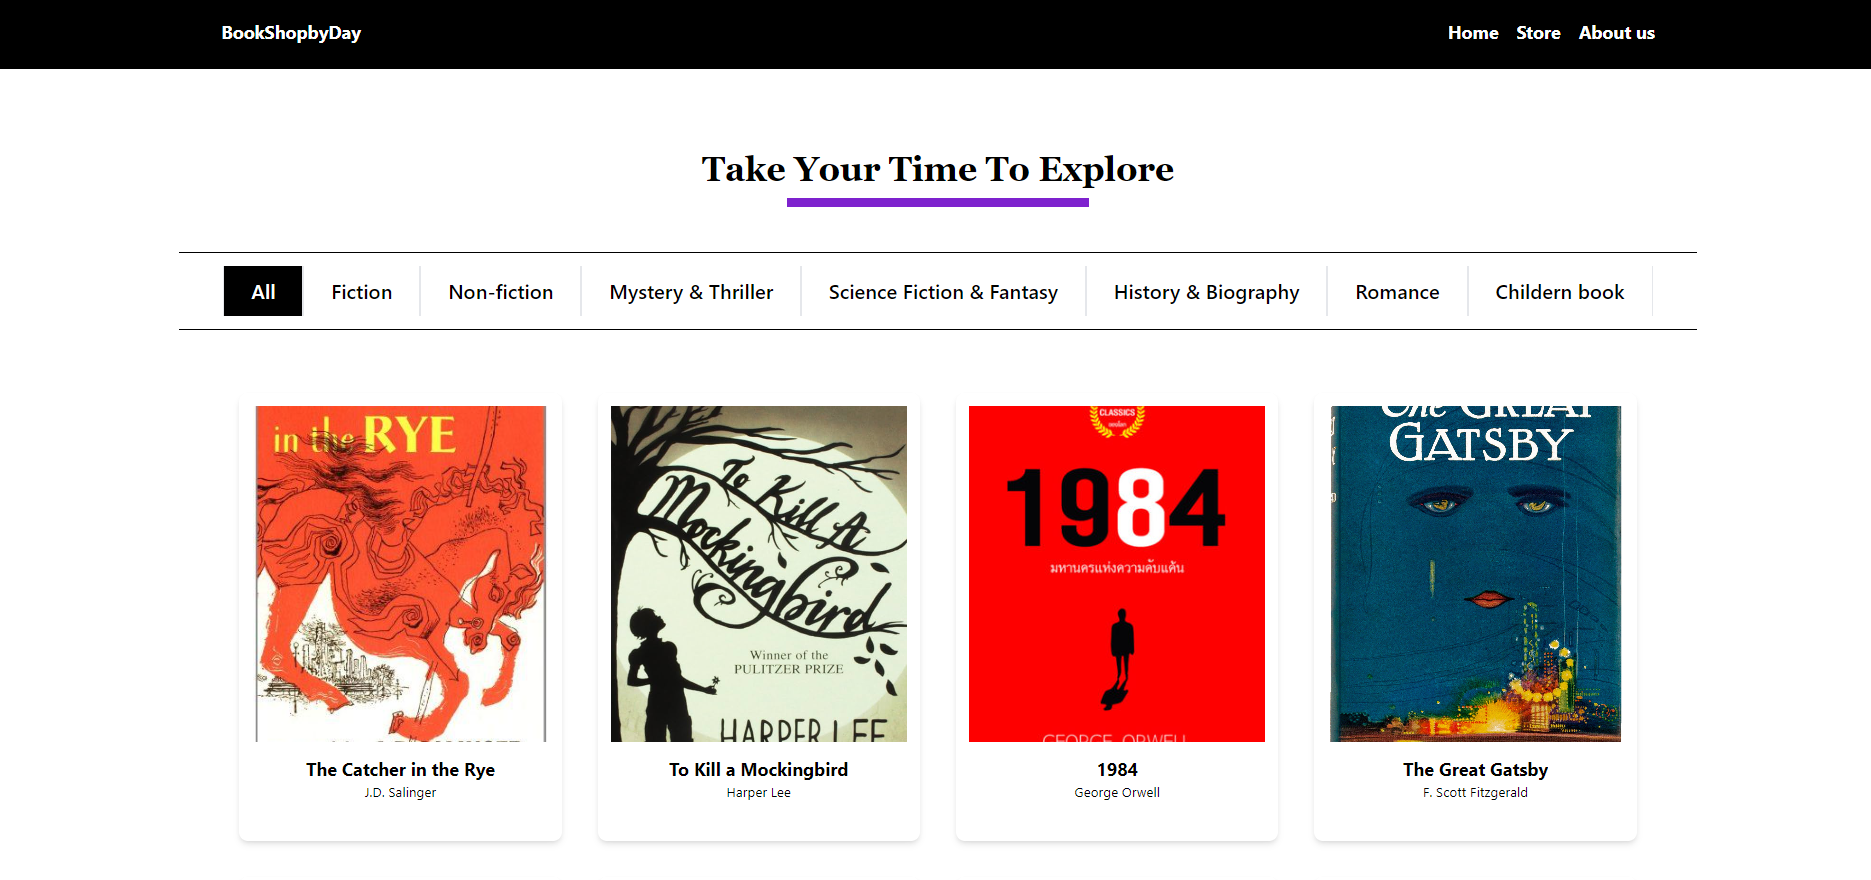 BookShopbyDay
Home Store About us
Take Your Time To Explore
All Fiction Non-fiction Mystery & Thriller Science Fiction & Fantasy History & Biography Romance Childern book
in the RYE
To Kill A
Mockingbird
Winner of the
PULITZER PRIZE
HARPER LEE
CLASSICS
1984
มหานครแห่งความคับแค้น
GEORGE ORWELL
The GREAT
GATSBY
The Catcher in the Rye
J.D. Salinger
To Kill a Mockingbird
Harper Lee
1984
George Orwell
The Great Gatsby
F. Scott Fitzgerald